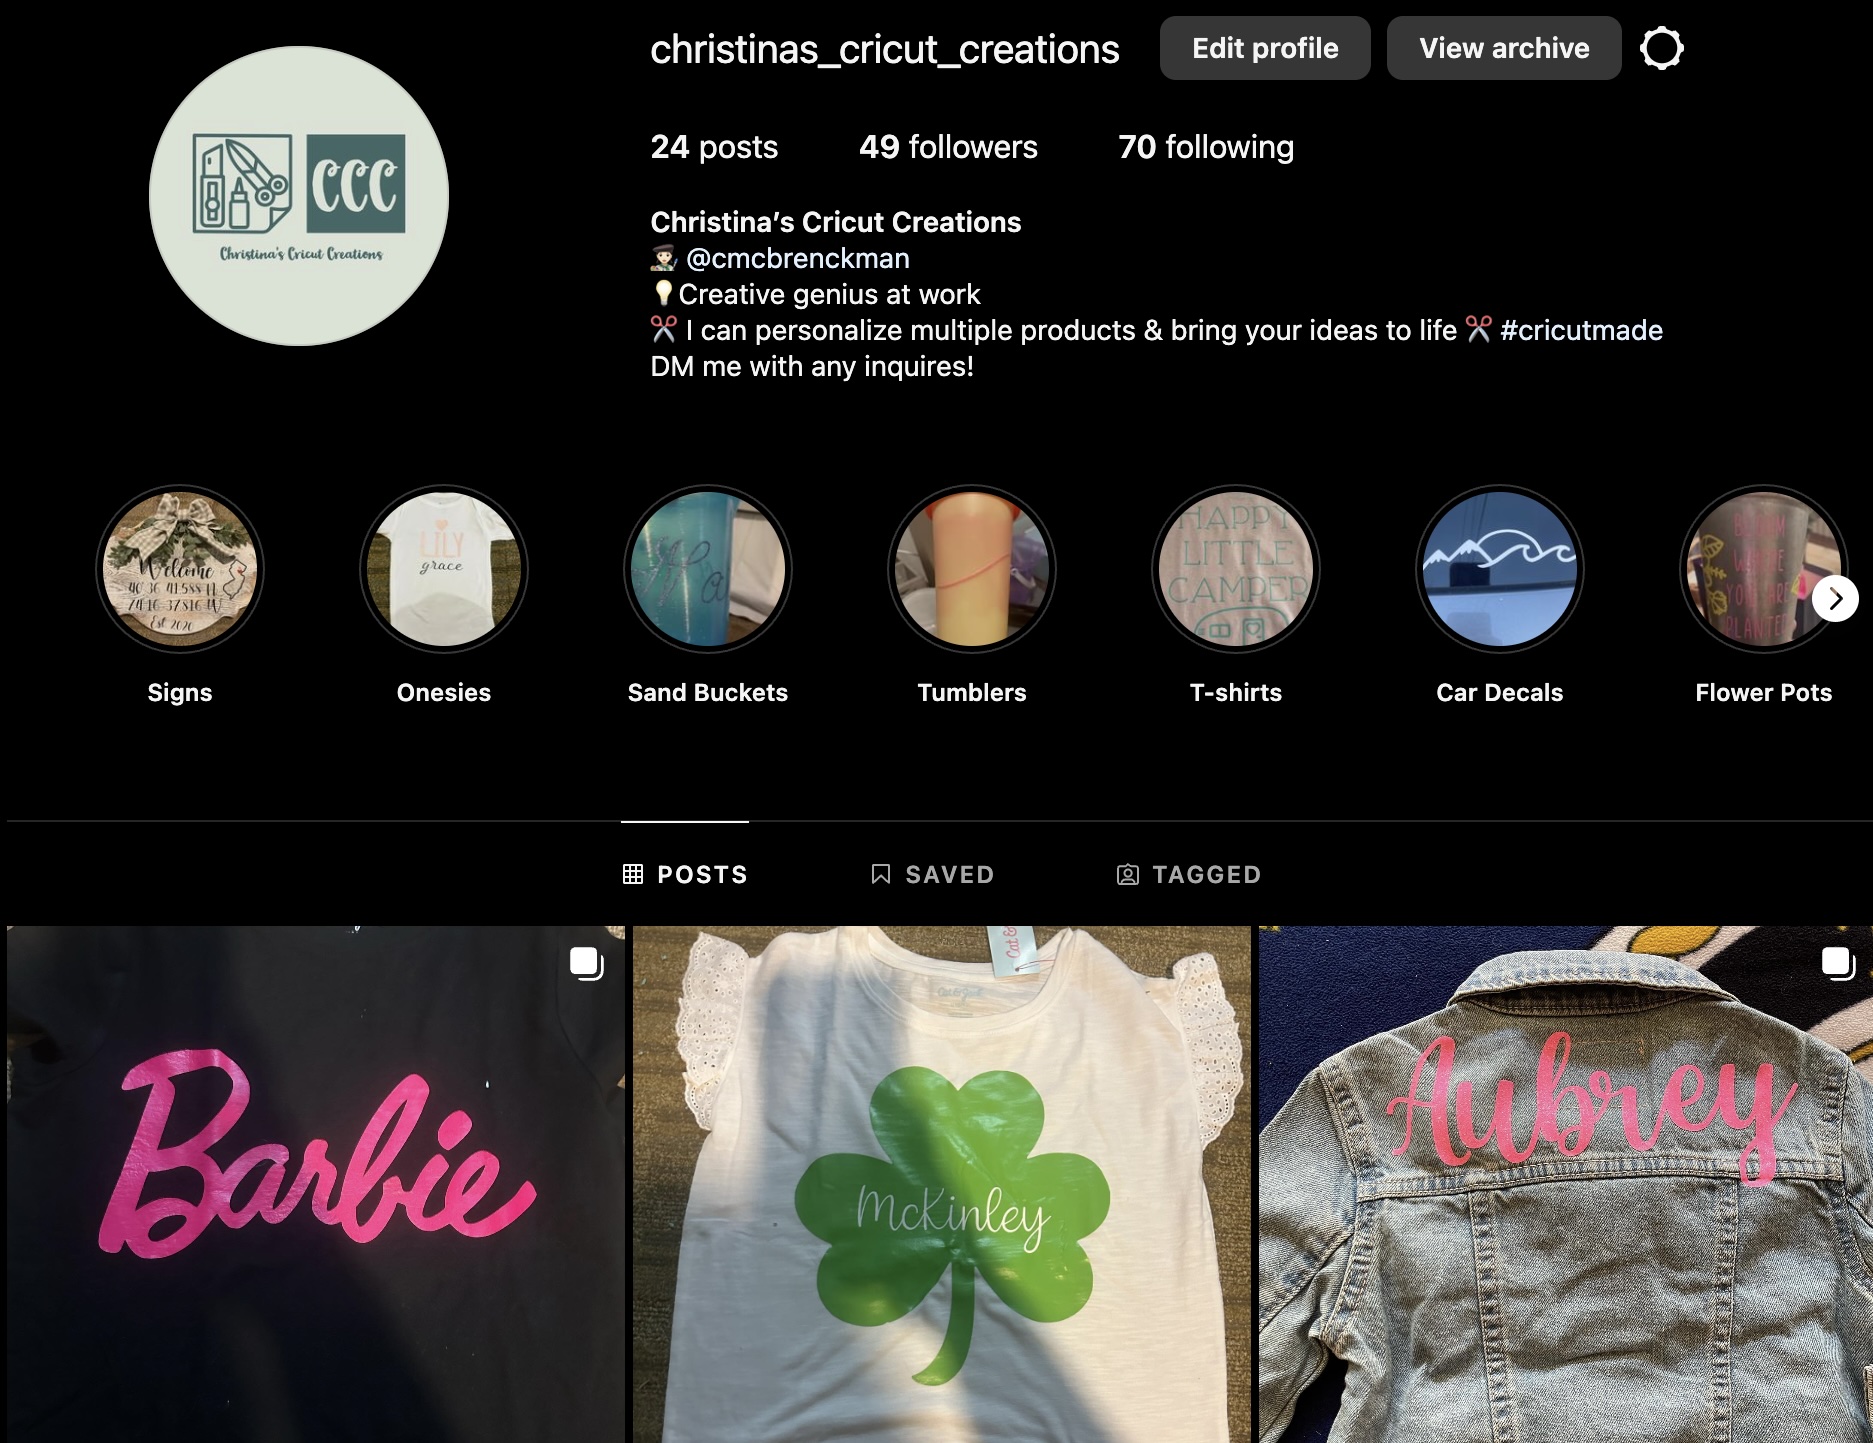 christinas_cricut_creations Edit profile View archive
24 posts 49 followers 70 following
CCC
Christina's Cricut Creations
Christina’s Cricut Creations
@cmcbrenckman
Creative genius at work
I can personalize multiple products & bring your ideas to life #cricutmade
DM me with any inquires!
Welcome
Est 2020
LILY
grace
HAPPY
LITTLE
CAMPER
BLOOM
WHERE
YOU ARE
PLANTED
Signs Onesies Sand Buckets Tumblers T-shirts Car Decals Flower Pots
POSTS SAVED TAGGED
Barbie
Cat &
McKinley
Aubrey